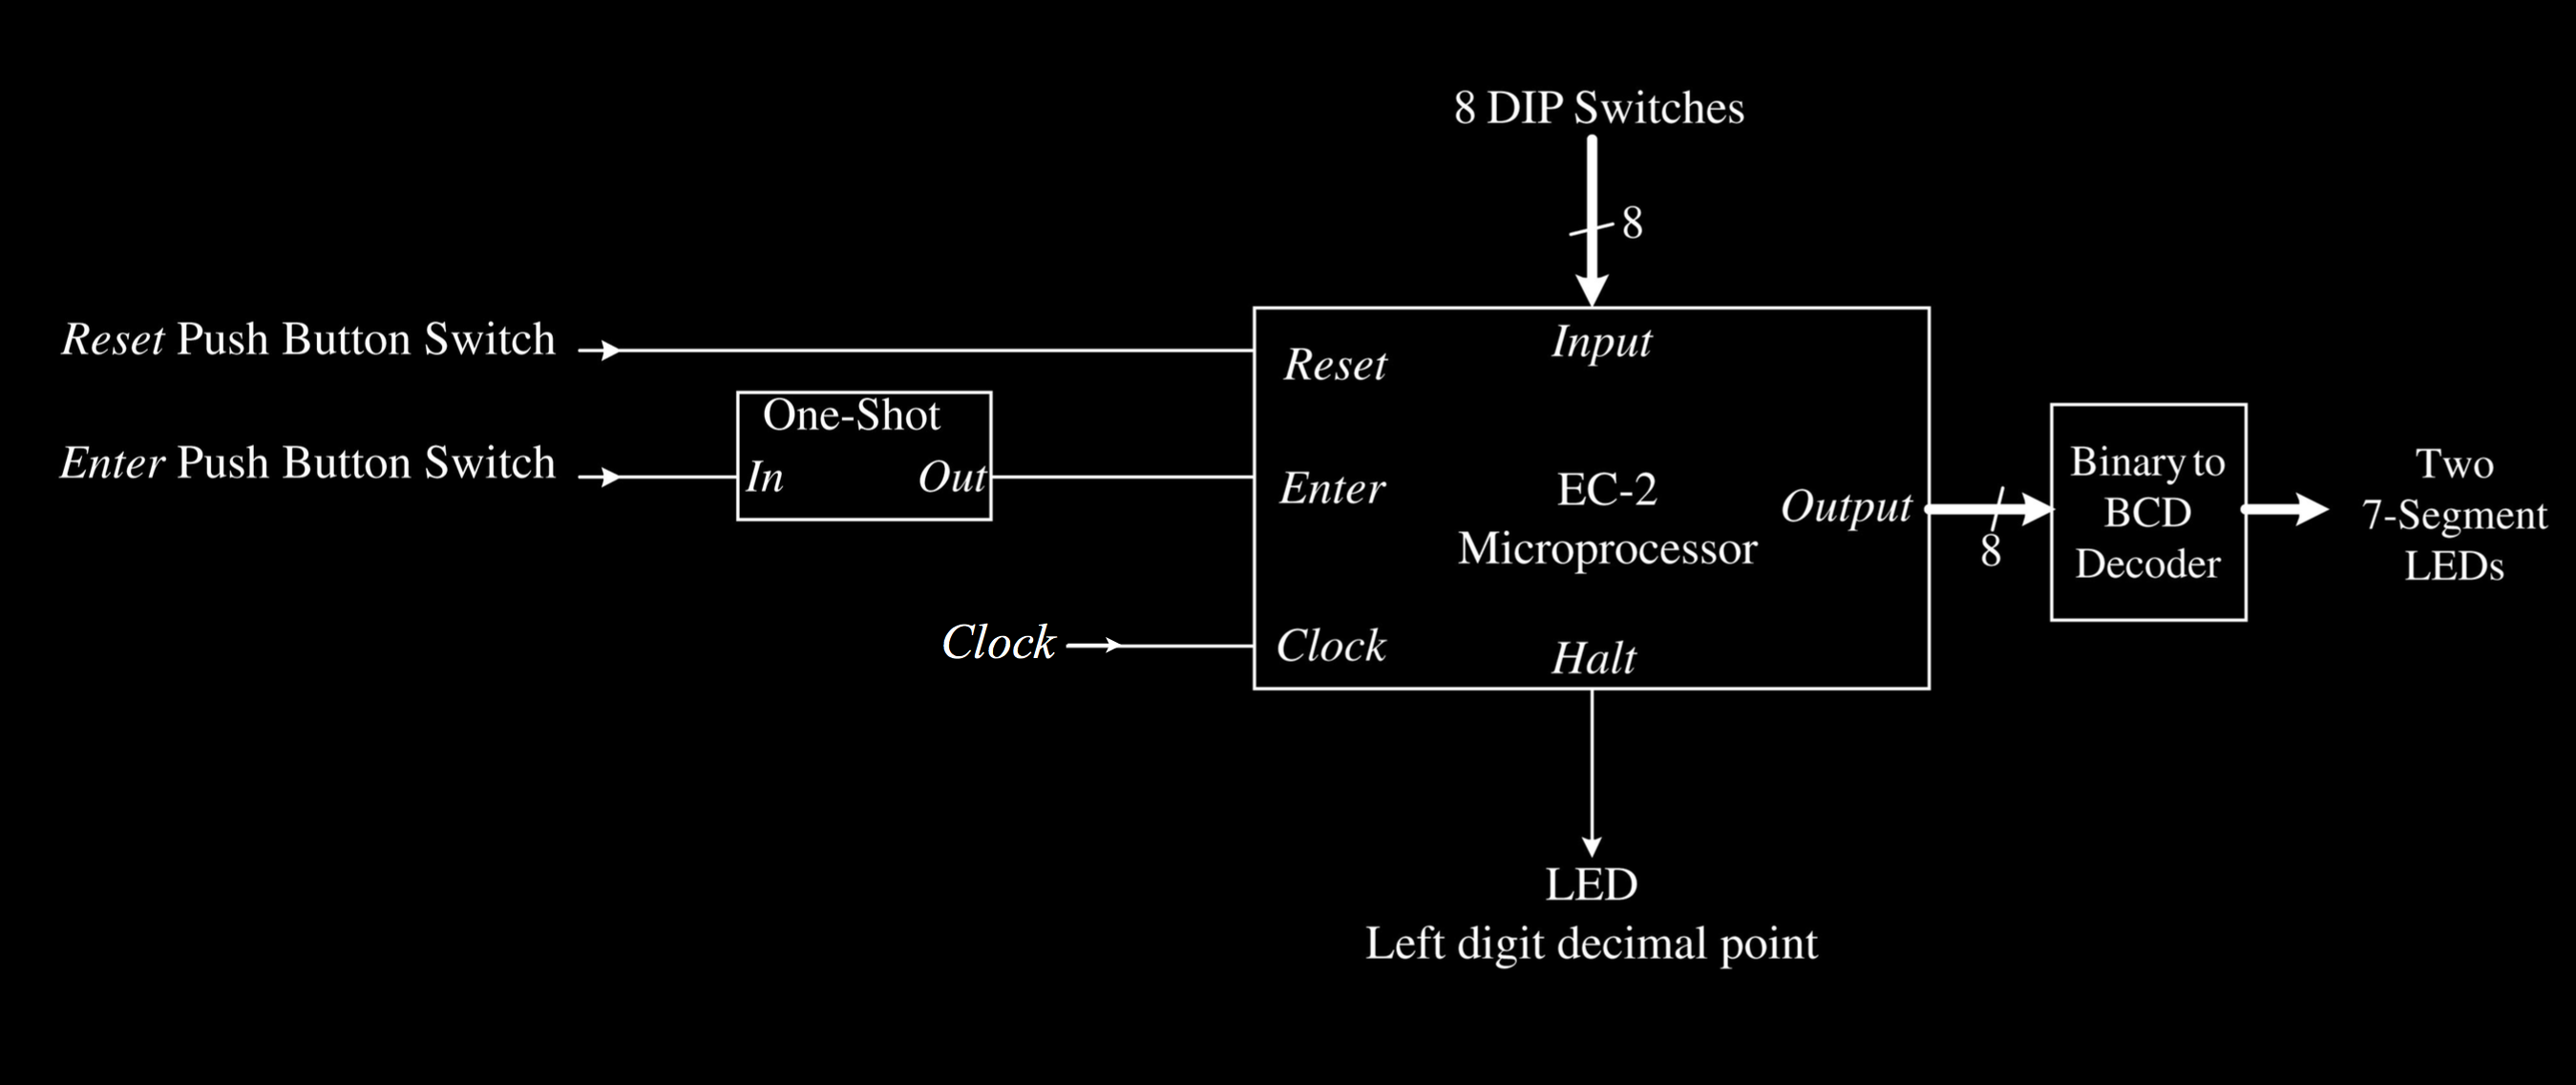 8 DIP Switches
8
Reset Push Button Switch
Reset
Input
One-Shot
Enter Push Button Switch
In
Out
Enter
EC-2
Microprocessor
Output
8
Binary to
BCD
Decoder
Two
7-Segment
LEDs
Clock
Clock
Halt
LED
Left digit decimal point